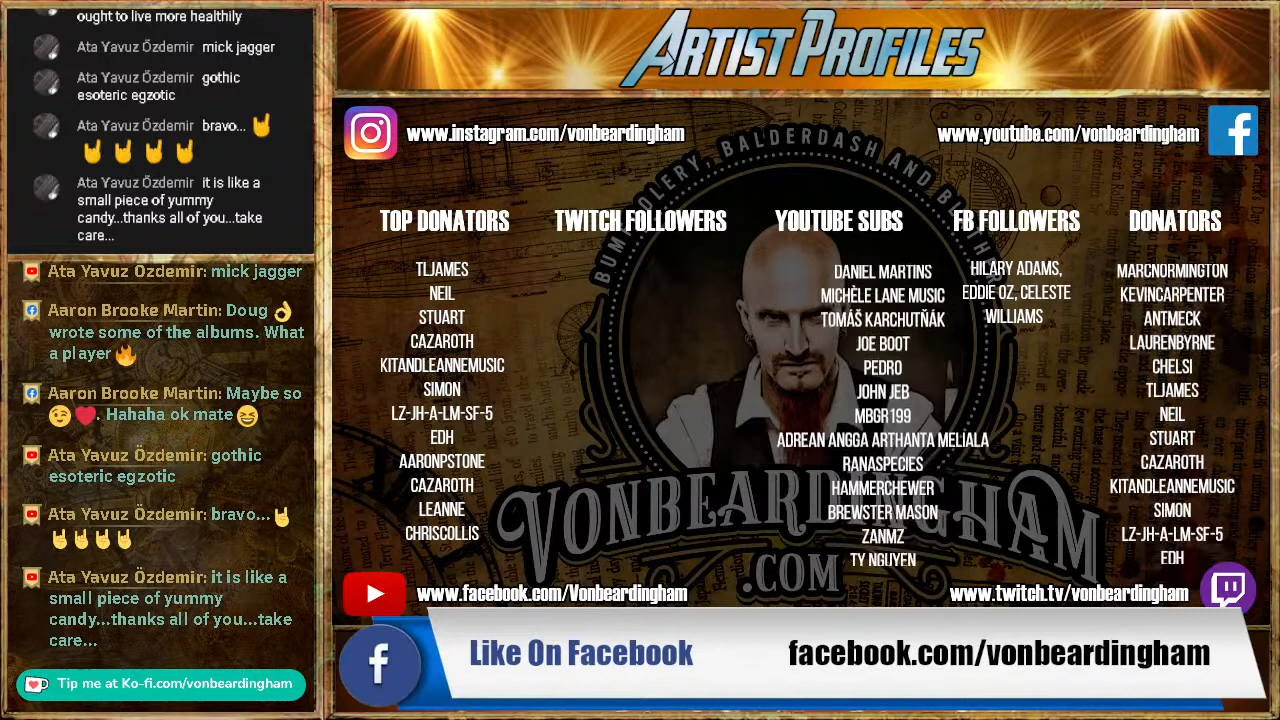 ought to live more healthily
Ata Yavuz Özdemir mick jagger
Ata Yavuz Özdemir gothic
esoteric egzotic
Ata Yavuz Özdemir bravo... 🤘
🤘 🤘 🤘 🤘
Ata Yavuz Özdemir it is like a
small piece of yummy
candy...thanks all of you...take
care...
Ata Yavuz Özdemir: mick jagger
Aaron Brooke Martin: Doug 👌
wrote some of the albums. What
a player 🔥
Aaron Brooke Martin: Maybe so
😉❤️. Hahaha ok mate 😆
Ata Yavuz Özdemir: gothic
esoteric egzotic
Ata Yavuz Özdemir: bravo...🤘
🤘🤘🤘🤘
Ata Yavuz Özdemir: it is like a
small piece of yummy
candy...thanks all of you...take
care...
Tip me at Ko-fi.com/vonbeardingham
ARTIST PROFILES
www.instagram.com/vonbeardingham
www.youtube.com/vonbeardingham
BALDERDASH AND
TOP DONATORS
TLJAMES
NEIL
STUART
CAZAROTH
KITANDLEANNEMUSIC
SIMON
LZ-JH-A-LM-SF-5
EDH
AARONPSTONE
CAZAROTH
LEANNE
CHRISCOLLIS
TWITCH FOLLOWERS
YOUTUBE SUBS
DANIEL MARTINS
MICHÈLE LANE MUSIC
TOMÁŠ KARCHUTŇÁK
JOE BOOT
PEDRO
JOHN JEB
MBGR199
ADREAN ANGGA ARTHANTA MELIALA
RANASPECIES
HAMMERCHEWER
BREWSTER MASON
ZANMZ
TY NGUYEN
FB FOLLOWERS
HILARY ADAMS,
EDDIE OZ, CELESTE
WILLIAMS
DONATORS
MARCNORMINGTON
KEVINCARPENTER
ANTMECK
LAURENBYRNE
CHELSI
TLJAMES
NEIL
STUART
CAZAROTH
KITANDLEANNEMUSIC
SIMON
LZ-JH-A-LM-SF-5
EDH
VONBEARDINGHAM
.COM
www.facebook.com/Vonbeardingham
www.twitch.tv/vonbeardingham
Like On Facebook
facebook.com/vonbeardingham